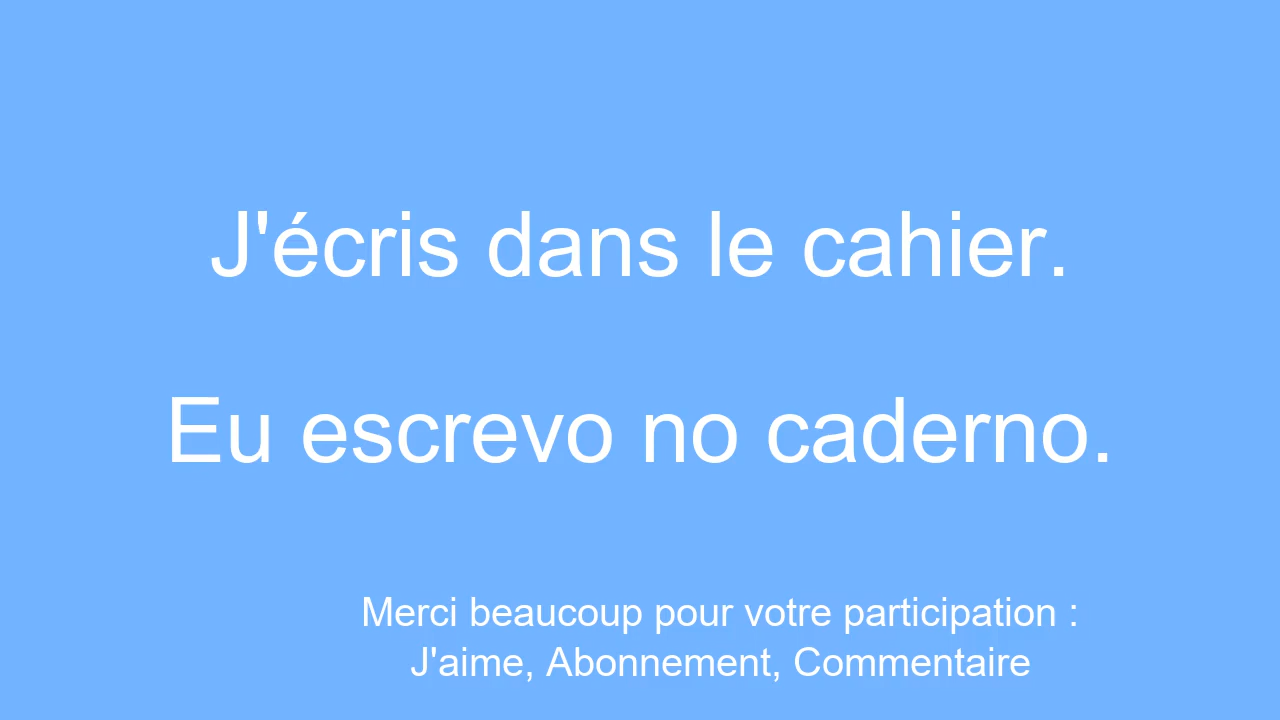 J'écris dans le cahier.
Eu escrevo no caderno.
Merci beaucoup pour votre participation :
J'aime, Abonnement, Commentaire